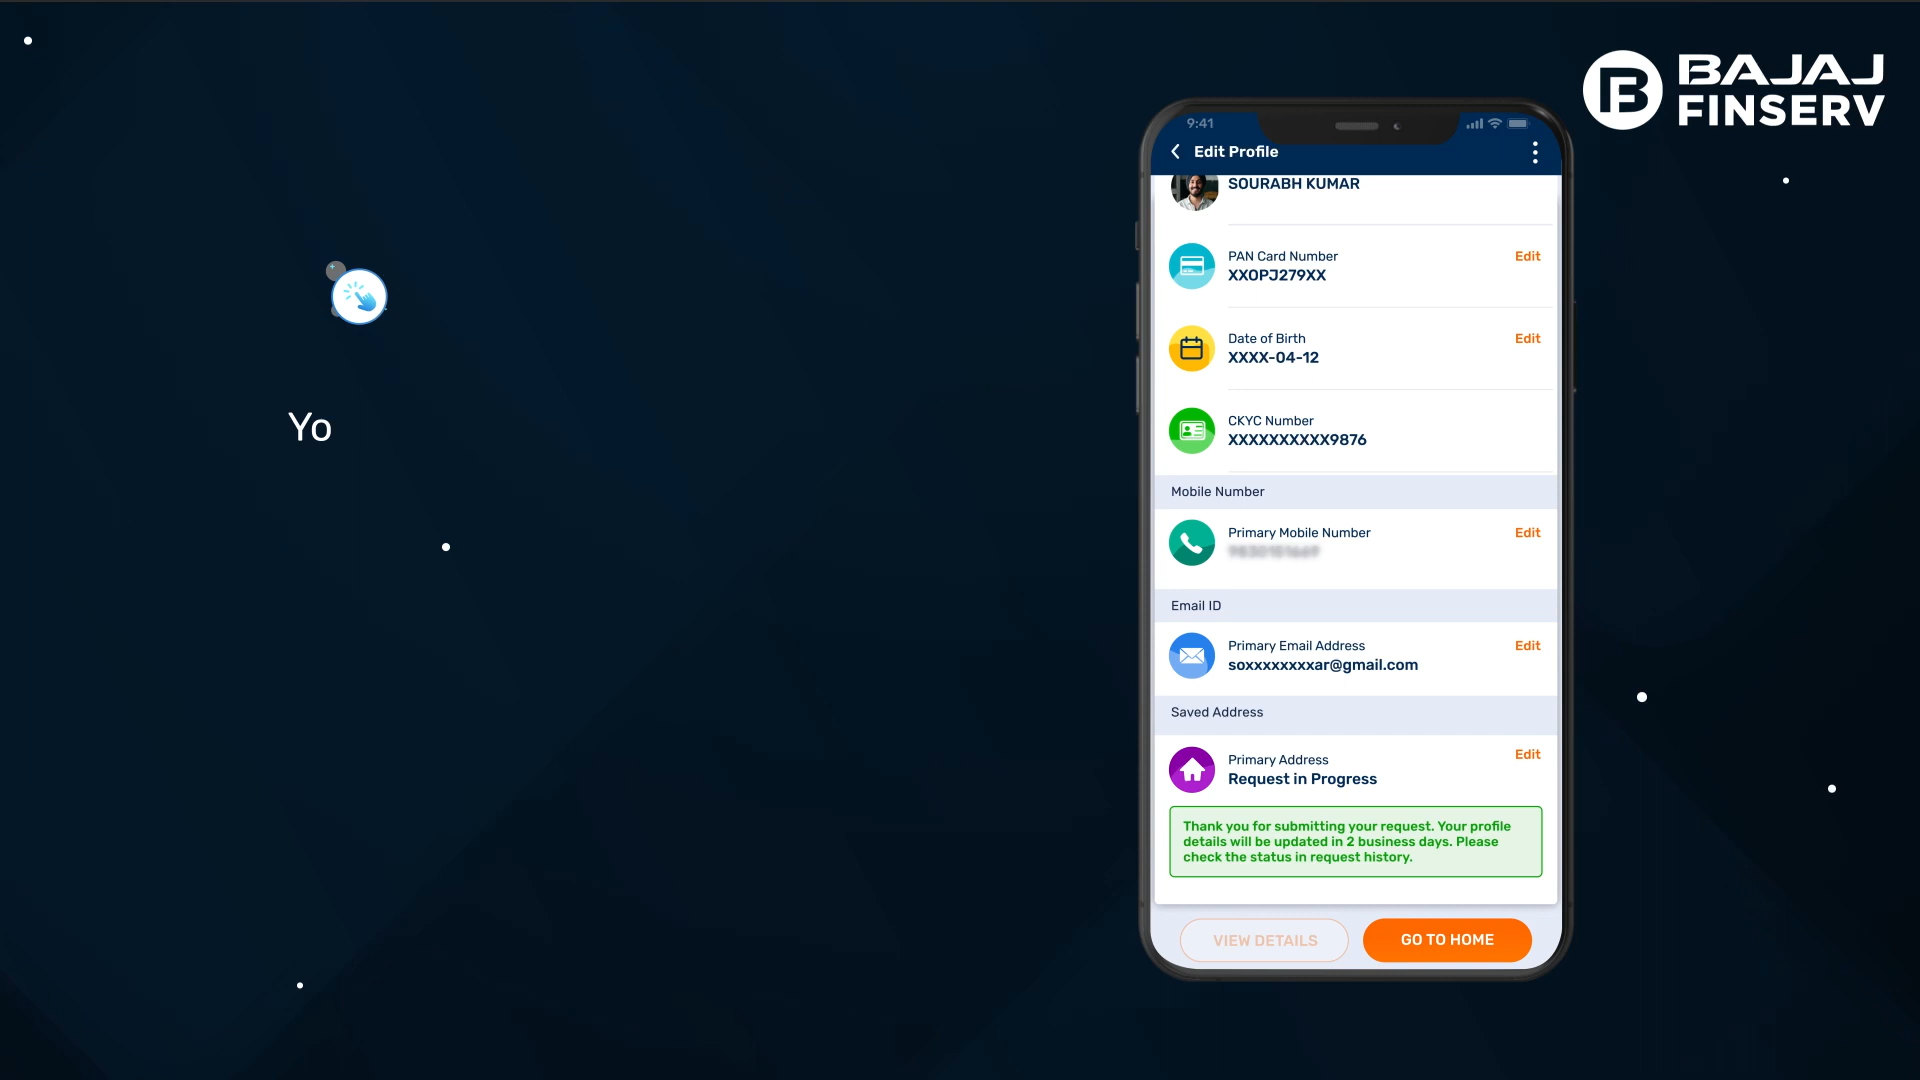 BAJAJ
FINSERV
9:41
Edit Profile
SOURABH KUMAR
PAN Card Number
Edit
XXOPJ279XX
Date of Birth
Edit
XXXX-04-12
CKYC Number
XXXXXXXXXX9876
Mobile Number
Primary Mobile Number
Edit
Email ID
Primary Email Address
Edit
soxxxxxxxxar@gmail.com
Saved Address
Primary Address
Edit
Request in Progress
Thank you for submitting your request. Your profile
details will be updated in 2 business days. Please
check the status in request history.
VIEW DETAILS
GO TO HOME
Yo